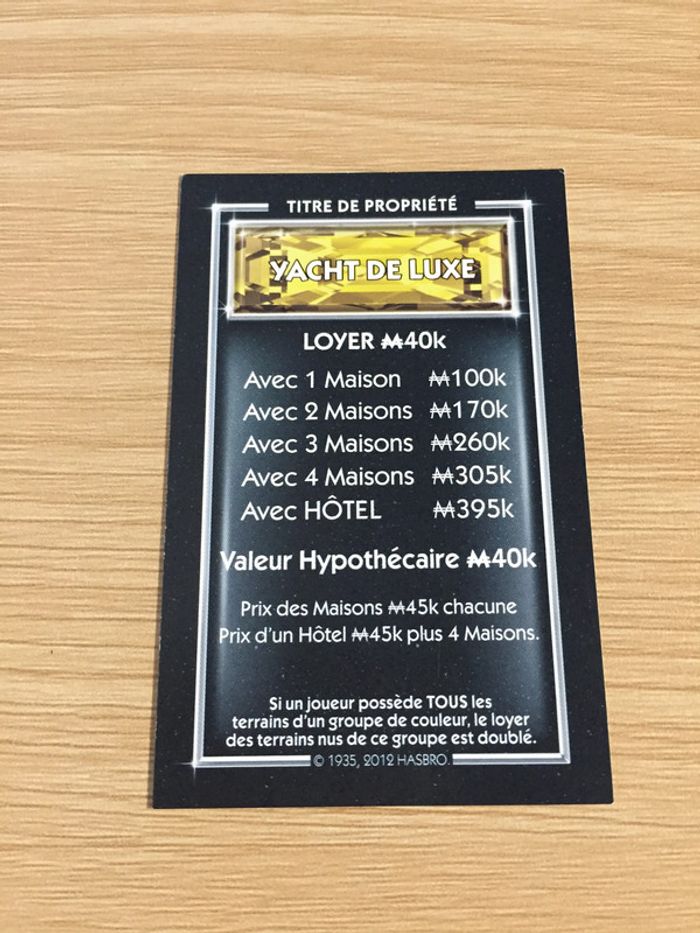 TITRE DE PROPRIÉTÉ
YACHT DE LUXE
LOYER ₩40k
Avec 1 Maison ₩100k
Avec 2 Maisons ₩170k
Avec 3 Maisons ₩260k
Avec 4 Maisons ₩305k
Avec HÔTEL ₩395k
Valeur Hypothécaire ₩40k
Prix des Maisons ₩45k chacune
Prix d'un Hôtel ₩45k plus 4 Maisons.
Si un joueur possède TOUS les
terrains d'un groupe de couleur, le loyer
des terrains nus de ce groupe est doublé.
© 1935, 2012 HASBRO.